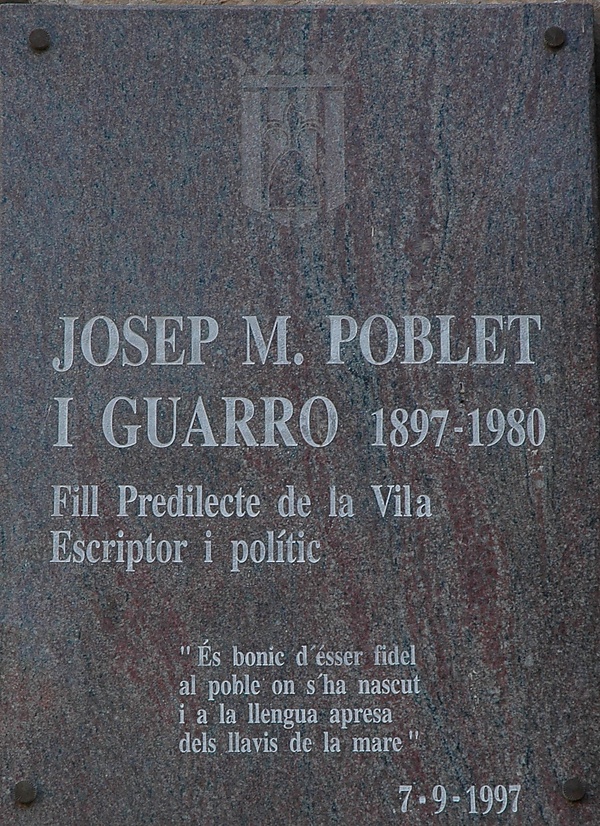 JOSEP M. POBLET
I GUARRO 1897-1980
Fill Predilecte de la Vila
Escriptor i polític
" És bonic d´ésser fidel
al poble on s´ha nascut
i a la llengua apresa
dels llavis de la mare "
7-9-1997